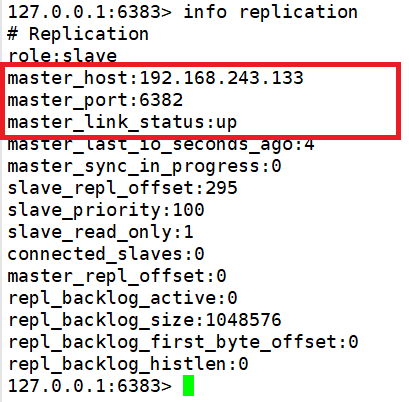 127.0.0.1:6383> info replication
# Replication
role:slave
master_host:192.168.243.133
master_port:6382
master_link_status:up
master_last_io_seconds_ago:4
master_sync_in_progress:0
slave_repl_offset:295
slave_priority:100
slave_read_only:1
connected_slaves:0
master_repl_offset:0
repl_backlog_active:0
repl_backlog_size:1048576
repl_backlog_first_byte_offset:0
repl_backlog_histlen:0
127.0.0.1:6383>